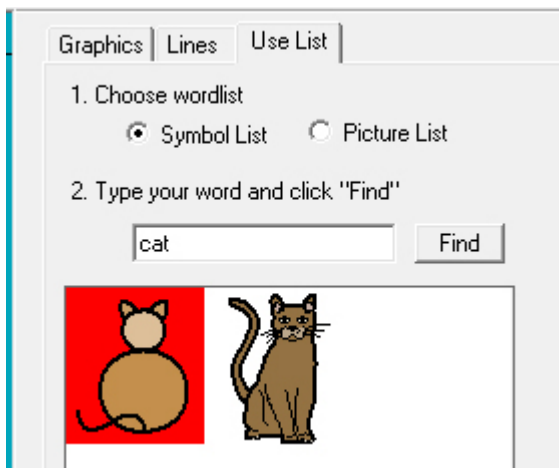 Graphics Lines Use List
1. Choose wordlist
Symbol List Picture List
2. Type your word and click "Find"
cat Find